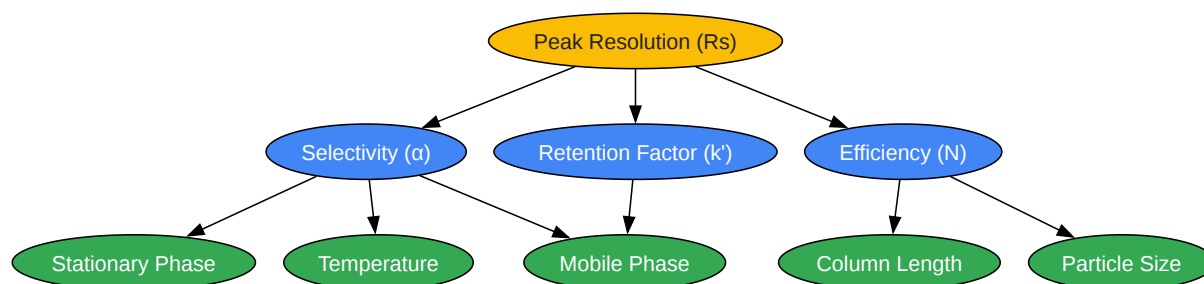 Peak Resolution (Rs)
Selectivity (α)
Retention Factor (k')
Efficiency (N)
Stationary Phase
Temperature
Mobile Phase
Column Length
Particle Size